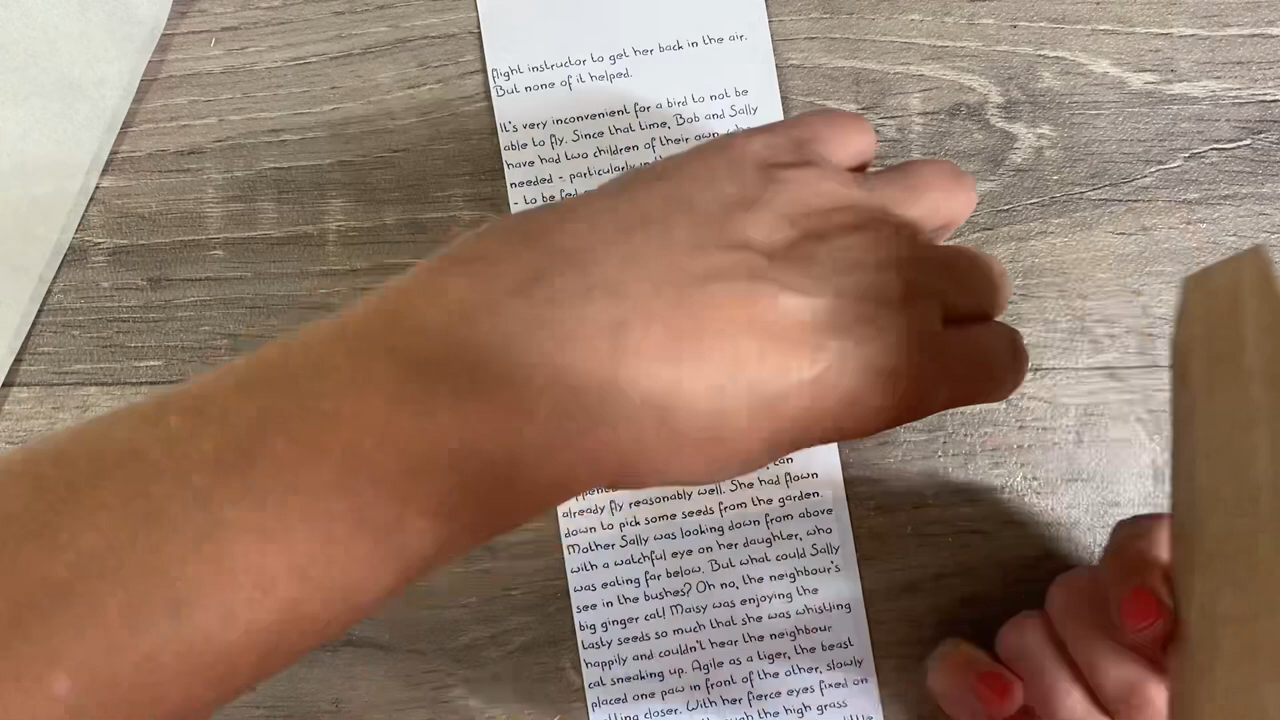 flight instructor to get her back in the air.
But none of it helped.
It's very inconvenient for a bird to not be
able to fly. Since that time, Bob and Sally
have had two children of their own
needed - particularly
- to be fed
can
already fly reasonably well. She had flown
down to pick some seeds from the garden.
Mother Sally was looking down from above
with a watchful eye on her daughter, who
was eating far below. But what could Sally
see in the bushes? Oh no, the neighbour's
big ginger cat! Maisy was enjoying the
tasty seeds so much that she was whistling
happily and couldn't hear the neighbour
cat sneaking up. Agile as a tiger, the beast
placed one paw in front of the other, slowly
closer. With her fierce eyes fixed on
the high grass